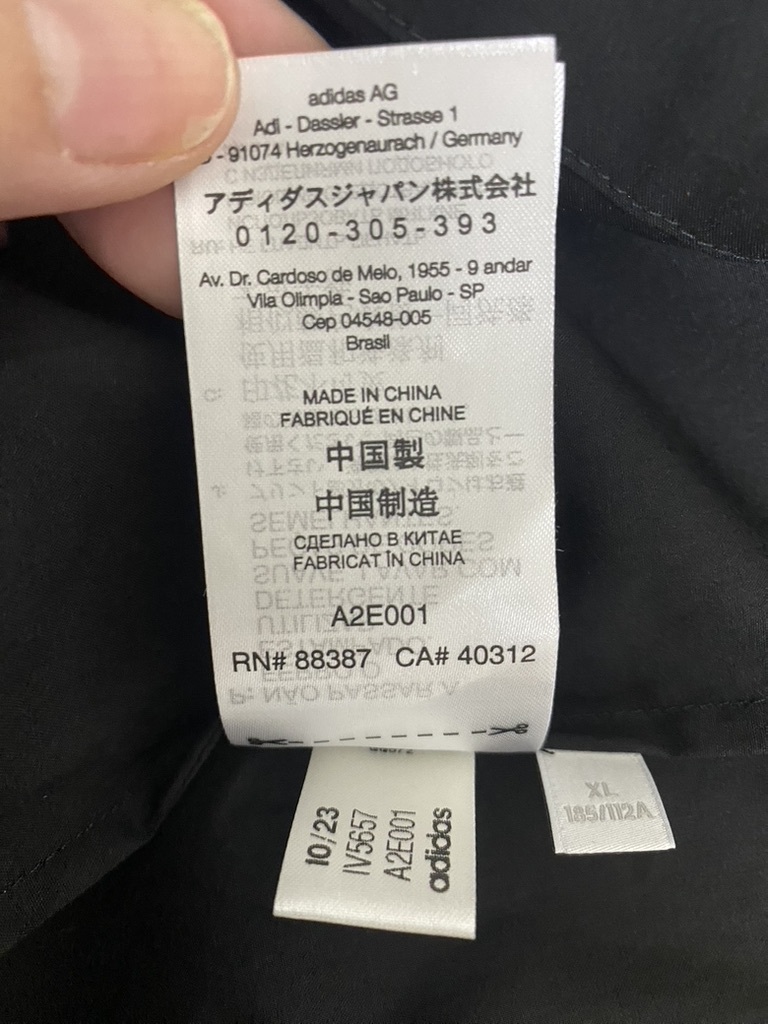 adidas AG
Adi - Dassler - Strasse 1
- 91074 Herzogenaurach / Germany
アディダスジャパン株式会社
0120-305-393
Av. Dr. Cardoso de Melo, 1955 - 9 andar
Vila Olimpia - Sao Paulo - SP
Cep 04548-005
Brasil
MADE IN CHINA
FABRIQUÉ EN CHINE
中国製
中国制造
СДЕЛАНО В КИТАЕ
FABRICAT ÎN CHINA
A2E001
RN# 88387 CA# 40312
10/23
IV5657
A2E001
adidas
XL
185/112A